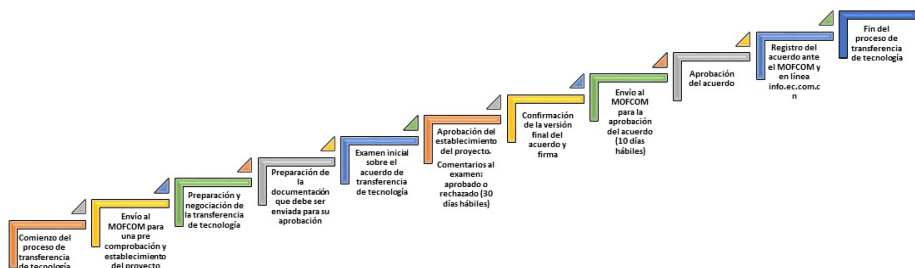 Comienzo del
proceso de
transferencia
de tecnología
Envío al
MOFCOM para
una pre
comprobación y
establecimiento
del proyecto
Preparación y
negociación de
la transferencia
de tecnología
Preparación de
la
documentación
que debe ser
enviada para su
aprobación
Examen inicial
sobre el
acuerdo de
transferencia
de tecnología
Aprobación del
establecimiento
del proyecto.
Comentarios al
examen:
aprobado o
rechazado (30
días hábiles)
Confirmación
de la versión
final del
acuerdo y
firma
Envío al
MOFCOM
para la
aprobación
del acuerdo
(10 días
hábiles)
Aprobación
del acuerdo
Registro del
acuerdo ante
el MOFCOM y
en línea
info.ec.com.c
n
Fin del
proceso de
transferencia
de tecnología